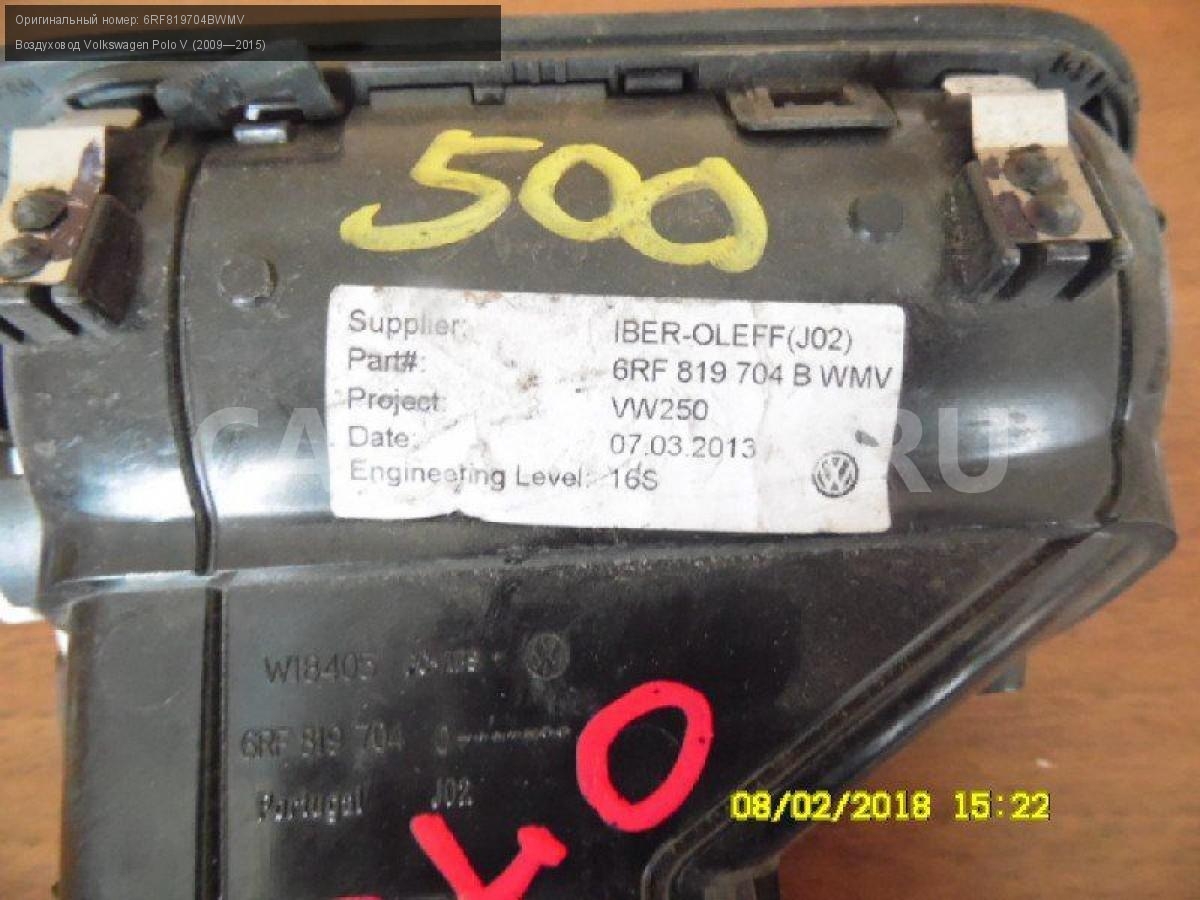 Оригинальный номер: 6RF819704BWMV
Воздуховод Volkswagen Polo V (2009—2015)
500
Supplier: IBER-OLEFF(J02)
Part#: 6RF 819 704 B WMV
Project: VW250
Date: 07.03.2013
Engineering Level: 16S
W18405
6RF 819 704
Portugal J02
08/02/2018 15:22